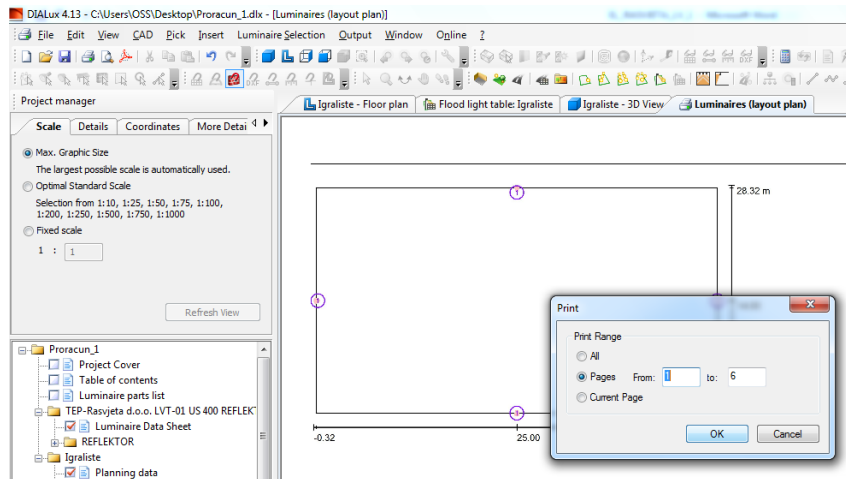 DIALux 4.13 - C:\Users\OSS\Desktop\Proracun_1.dlx - [Luminaires (layout plan)]
File Edit View CAD Pick Insert Luminaire Selection Output Window Online ?
Project manager
Igraliste - Floor plan Flood light table: Igraliste Igraliste - 3D View Luminaires (layout plan)
Scale Details Coordinates More Detai
Max. Graphic Size
The largest possible scale is automatically used.
Optimal Standard Scale
Selection from 1:10, 1:25, 1:50, 1:75, 1:100,
1:200, 1:250, 1:500, 1:750, 1:1000
Fixed scale
1 : 1
Refresh View
Proracun_1
Project Cover
Table of contents
Luminaire parts list
TEP-Rasvjeta d.o.o. LVT-01 US 400 REFLEK
Luminaire Data Sheet
REFLEKTOR
Igraliste
Planning data
28.32 m
-0.32
25.00
Print
Print Range
All
Pages From: 1 to: 6
Current Page
OK Cancel